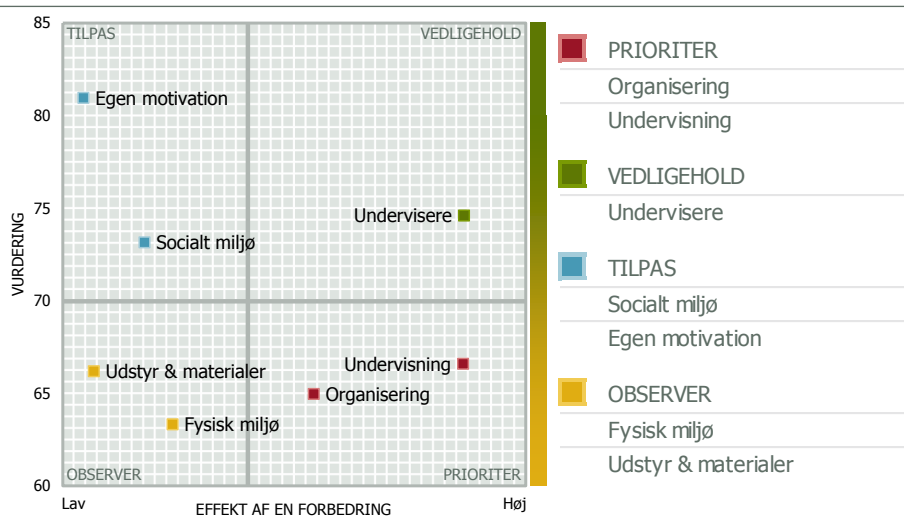 85
80
75
70
65
60
VURDERING
TILPAS
VEDLIGEHOLD
Egen motivation
Undervisere
Socialt miljø
Undervisning
Udstyr & materialer
Organisering
Fysisk miljø
OBSERVER
PRIORITER
Lav
EFFEKT AF EN FORBEDRING
Høj
PRIORITER
Organisering
Undervisning
VEDLIGEHOLD
Undervisere
TILPAS
Socialt miljø
Egen motivation
OBSERVER
Fysisk miljø
Udstyr & materialer